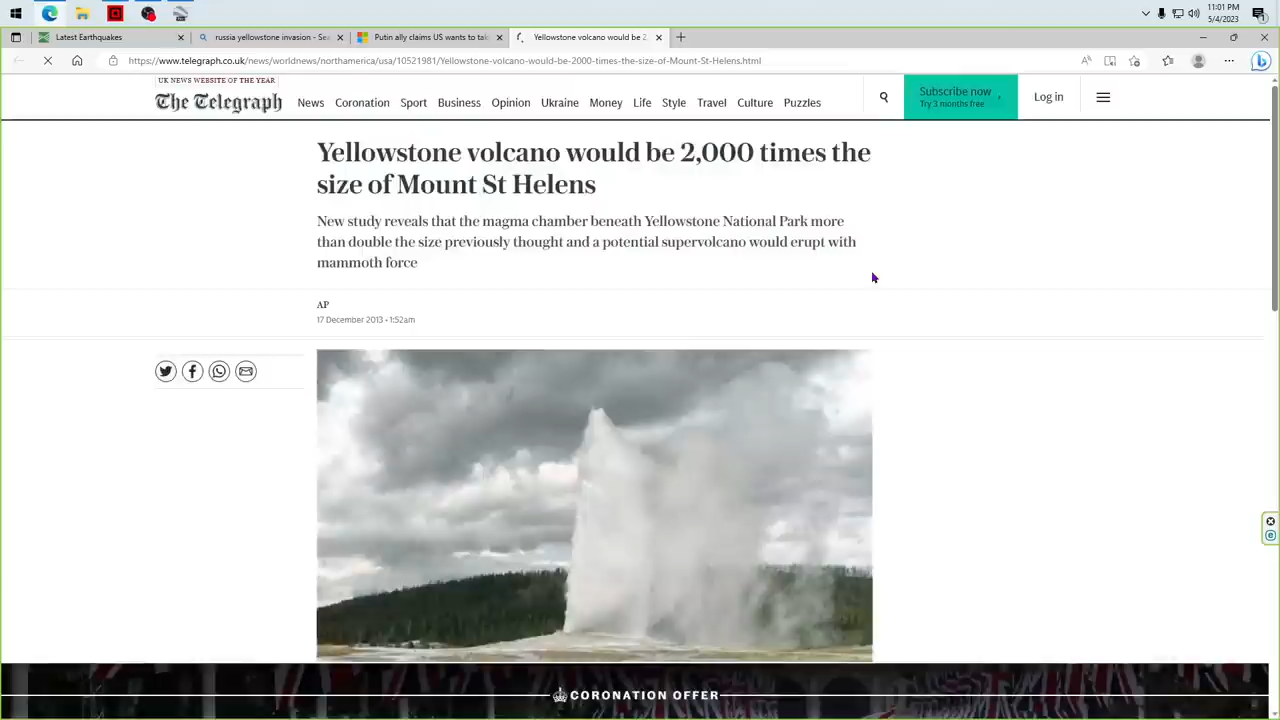 11:01 PM
5/4/2023
1
Latest Earthquakes
russia yellowstone invasion - Sea
Putin ally claims US wants to tak
Yellowstone volcano would be 2,
https://www.telegraph.co.uk/news/worldnews/northamerica/usa/10521981/Yellowstone-volcano-would-be-2000-times-the-size-of-Mount-St-Helens.html
UK NEWS WEBSITE OF THE YEAR
The Telegraph
News Coronation Sport Business Opinion Ukraine Money Life Style Travel Culture Puzzles
Subscribe now
Try 3 months free
Log in
Yellowstone volcano would be 2,000 times the
size of Mount St Helens
New study reveals that the magma chamber beneath Yellowstone National Park more
than double the size previously thought and a potential supervolcano would erupt with
mammoth force
AP
17 December 2013 • 1:52am
CORONATION OFFER